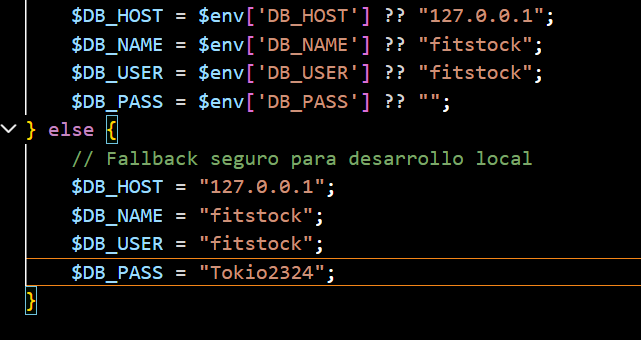 $DB_HOST = $env['DB_HOST'] ?? "127.0.0.1";
$DB_NAME = $env['DB_NAME'] ?? "fitstock";
$DB_USER = $env['DB_USER'] ?? "fitstock";
$DB_PASS = $env['DB_PASS'] ?? "";
} else {
// Fallback seguro para desarrollo local
$DB_HOST = "127.0.0.1";
$DB_NAME = "fitstock";
$DB_USER = "fitstock";
$DB_PASS = "Tokio2324";
}